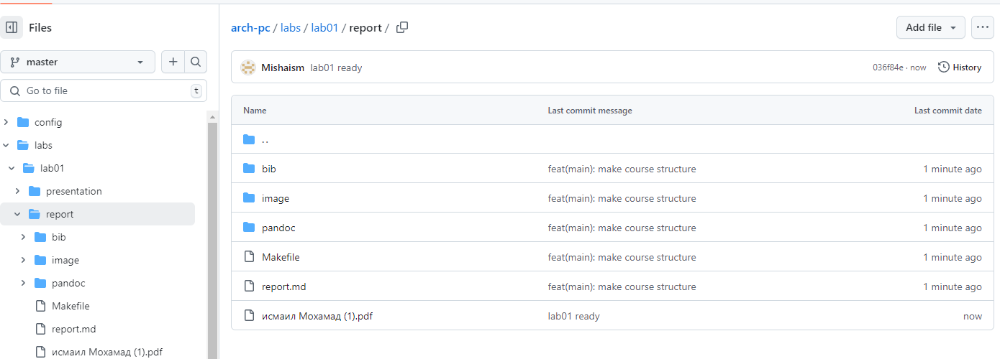 Files
master
Go to file
t
config
labs
lab01
presentation
report
bib
image
pandoc
Makefile
report.md
исмаил Мохамад (1).pdf
arch-pc / labs / lab01 / report /
Add file
Mishaism lab01 ready
036f84e · now
History
Name Last commit message Last commit date
..
bib feat(main): make course structure 1 minute ago
image feat(main): make course structure 1 minute ago
pandoc feat(main): make course structure 1 minute ago
Makefile feat(main): make course structure 1 minute ago
report.md feat(main): make course structure 1 minute ago
исмаил Мохамад (1).pdf lab01 ready now